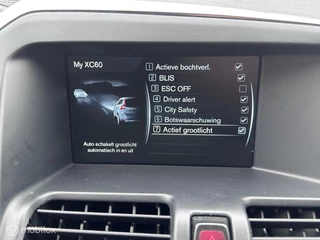 My XC60
1 Actieve bochtverl.
2 BLIS
3 ESC OFF
4 Driver alert
5 City Safety
6 Botswaarschuwing
7 Actief grootlicht
Auto schakelt grootlicht
automatisch in en uit
Marktplaats